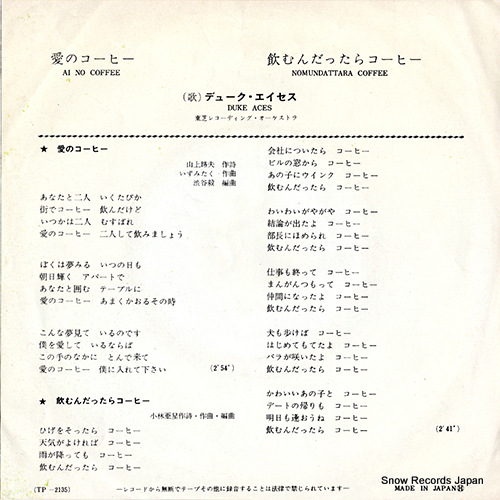 愛のコーヒー
AI NO COFFEE
飲むんだったらコーヒー
NOMUNDATTARA COFFEE
(歌) デューク・エイセス
DUKE ACES
東芝レコーディング・オーケストラ
★ 愛のコーヒー
山上路夫 作詩
いずみたく 作曲
渋谷毅 編曲
あなたと二人 いくたびか
街でコーヒー 飲んだけど
いつかは二人 むすばれ
愛のコーヒー 二人して飲みましょう
ぼくは夢みる いつの日も
朝日輝く アパートで
あなたと囲む テーブルに
愛のコーヒー あまくかおるその時
こんな夢見て いるのです
僕を愛して いるならば
この手のなかに とんで来て
愛のコーヒー 僕に入れて下さい (2'54")
★ 飲むんだったらコーヒー
小林亜星作詩・作曲・編曲
ひげをそったら コーヒー
天気がよければ コーヒー
雨が降っても コーヒー
飲むんだったら コーヒー
会社についたら コーヒー
ビルの窓から コーヒー
あの子にウインク コーヒー
飲むんだったら コーヒー
わいわいがやがや コーヒー
結論が出たよ コーヒー
部長にほめられ コーヒー
飲むんだったら コーヒー
仕事も終って コーヒー
まんがんつもって コーヒー
仲間になったよ コーヒー
飲むんだったら コーヒー
犬も歩けば コーヒー
はじめてもてたよ コーヒー
バラが咲いたよ コーヒー
飲むんだったら コーヒー
かわいいあの子と コーヒー
デートの帰りも コーヒー
明日も逢おうね コーヒー
飲むんだったら コーヒー (2'41")
(TP-2135)
―レコードから無断でテープその他に録音することは法律で禁じられています―
MADE IN JAPAN
Snow Records Japan